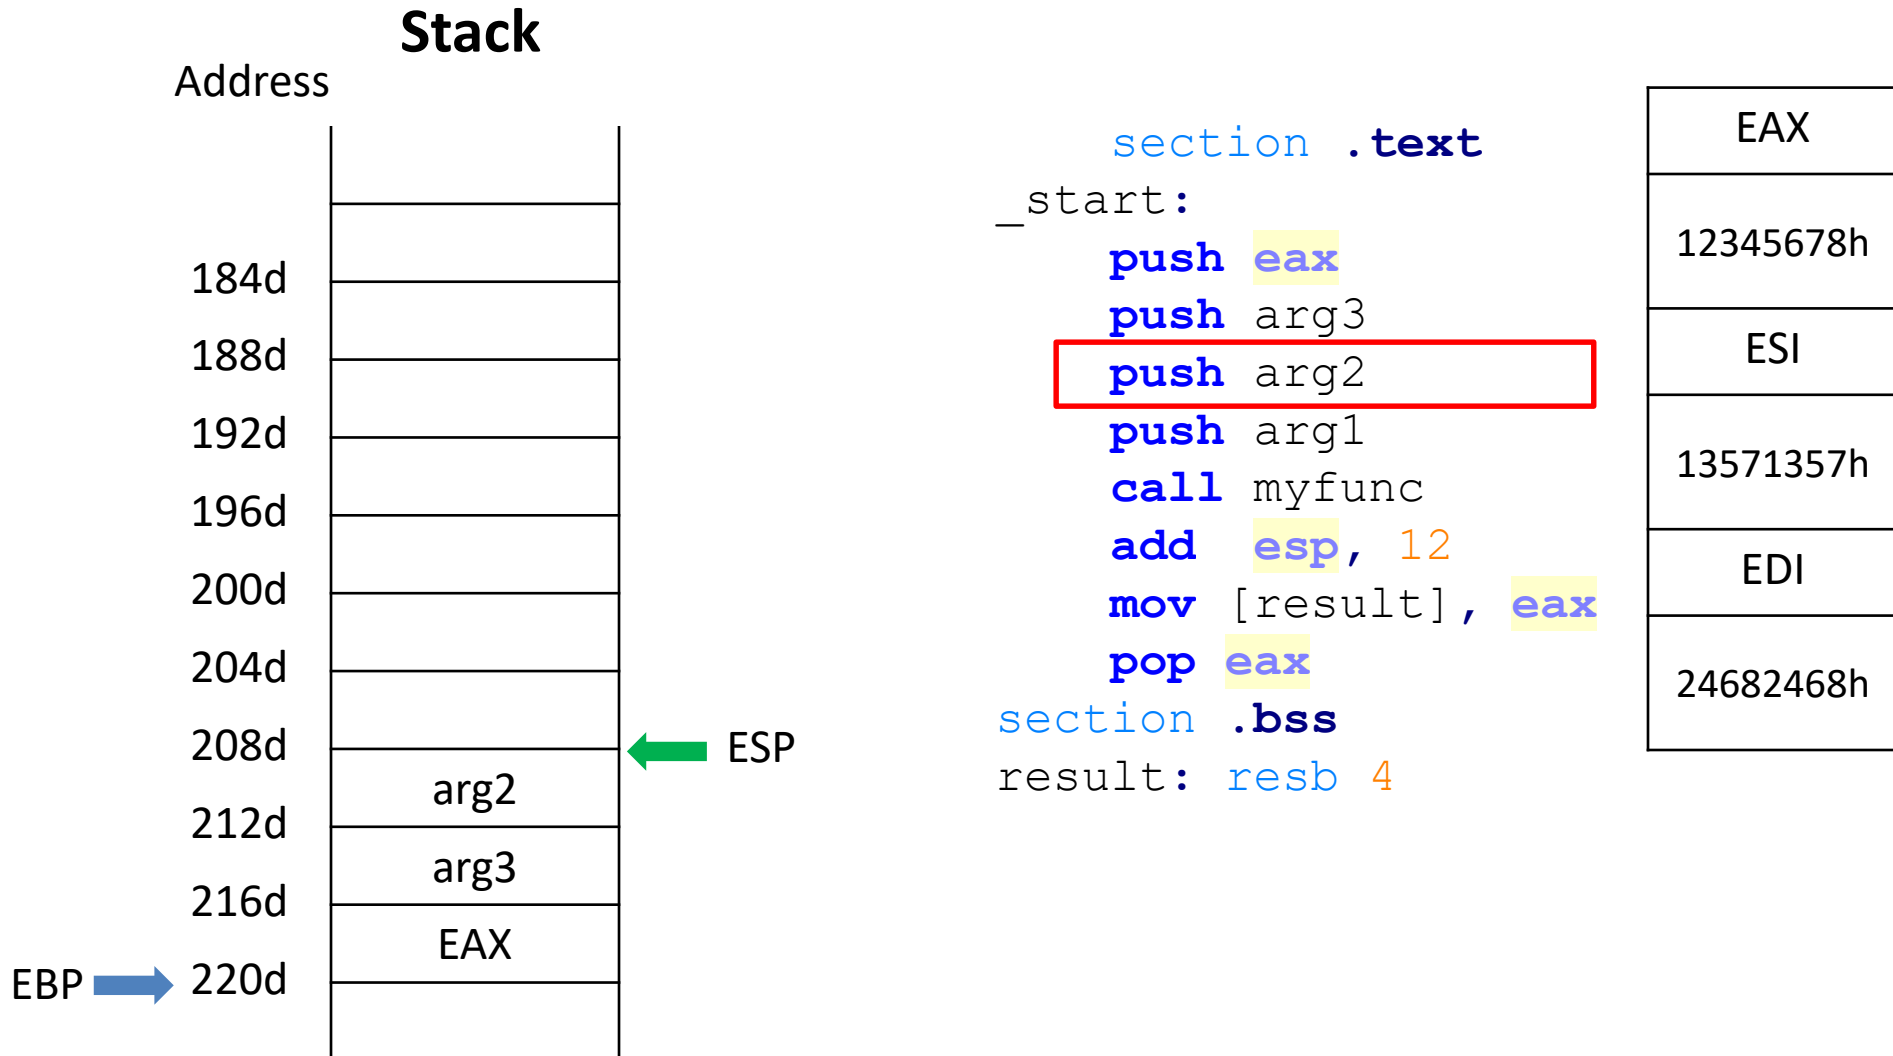 Stack
Address
184d
188d
192d
196d
200d
204d
208d
212d
216d
220d
arg2
arg3
EAX
ESP
EBP
section .text
_start:
push eax
push arg3
push arg2
push arg1
call myfunc
add esp, 12
mov [result], eax
pop eax
section .bss
result: resb 4
EAX
12345678h
ESI
13571357h
EDI
24682468h